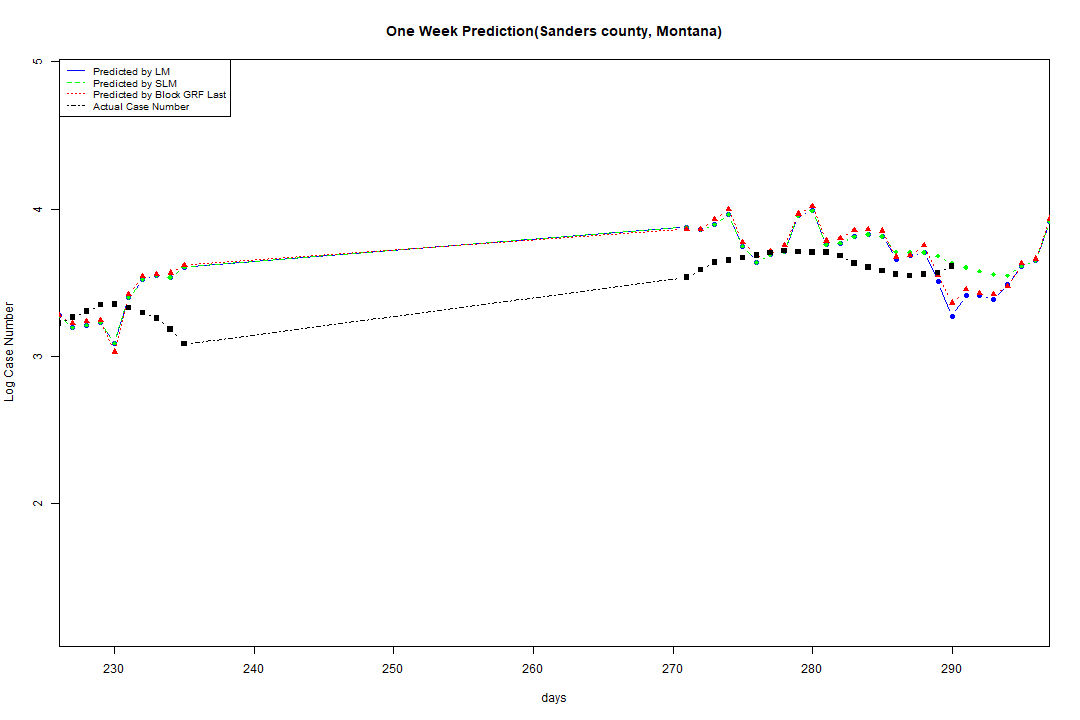 One Week Prediction(Sanders county, Montana)
5
4
3
2
Log Case Number
Predicted by LM
Predicted by SLM
Predicted by Block GRF Last
Actual Case Number
230
240
250
260
270
280
290
days